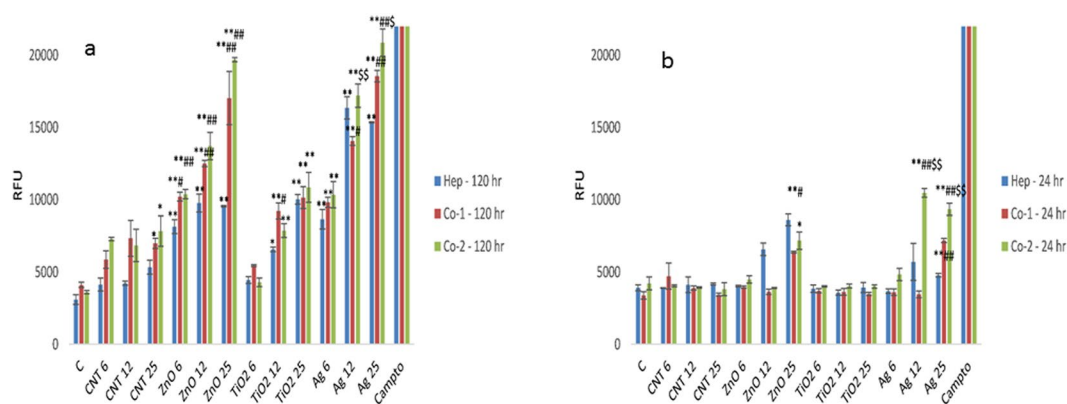 a
RFU
20000
15000
10000
5000
0
**##$
**##
**##
**$$
**##
**##
**
**##
**#
**##
**#
**
**
**
**
**
*
*
**#
**
*
**
**
**
**
**
**
**
C
CNT 6
CNT 12
CNT 25
ZnO 6
ZnO 12
ZnO 25
TiO2 6
TiO2 12
TiO2 25
Ag 6
Ag 12
Ag 25
Campto
Hep - 120 hr
Co-1 - 120 hr
Co-2 - 120 hr
b
RFU
20000
15000
10000
5000
0
**#
*
**##$$
**##$$
**##
C
CNT 6
CNT 12
CNT 25
ZnO 6
ZnO 12
ZnO 25
TiO2 6
TiO2 12
TiO2 25
Ag 6
Ag 12
Ag 25
Campto
Hep - 24 hr
Co-1 - 24 hr
Co-2 - 24 hr